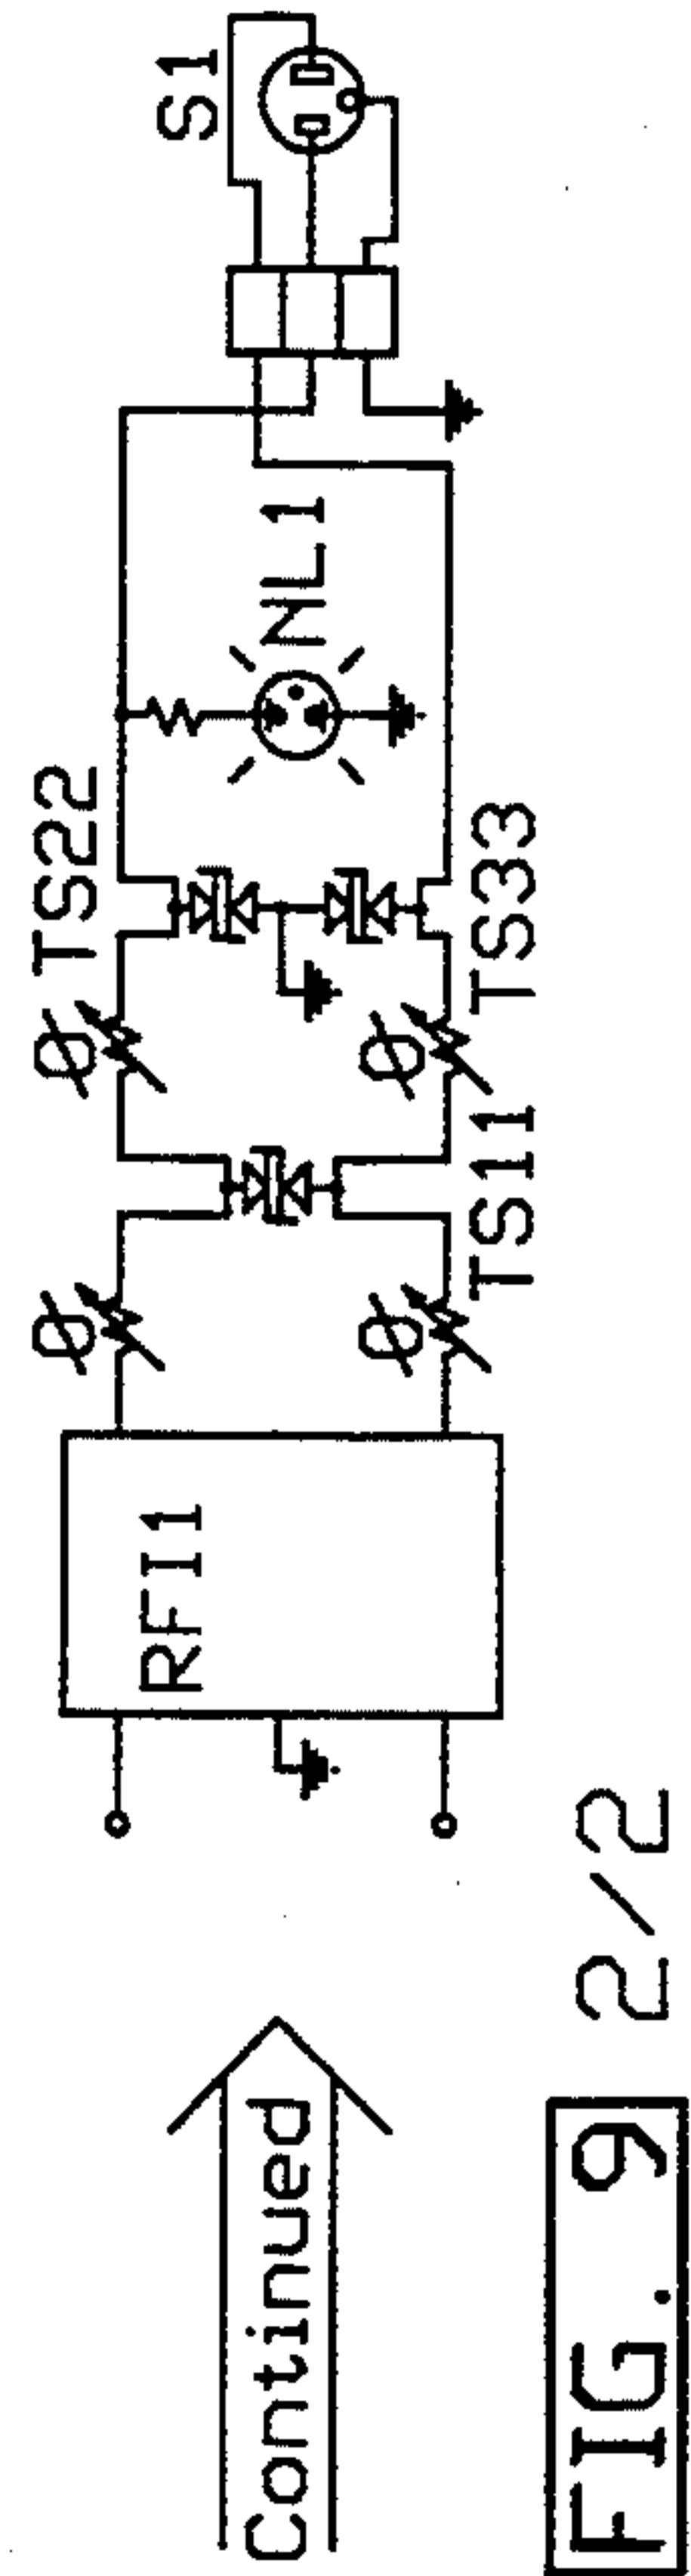 Continued
RFI1
Ø
Ø
Ø
Ø
TS22
TS11
TS33
NL1
S1
FIG. 9
2/2